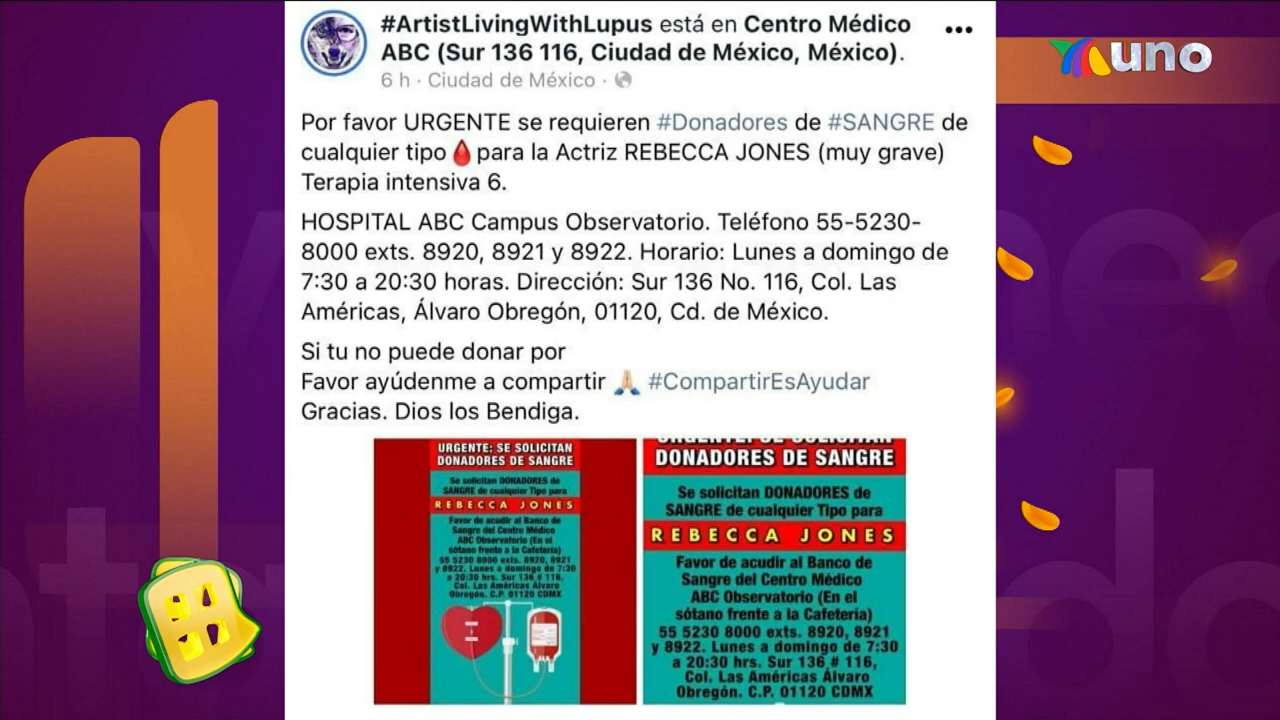 #ArtistLivingWithLupus está en Centro Médico
ABC (Sur 136 116, Ciudad de México, México).
6 h · Ciudad de México ·
uno
Por favor URGENTE se requieren #Donadores de #SANGRE de
cualquier tipo 🩸 para la Actriz REBECCA JONES (muy grave)
Terapia intensiva 6.
HOSPITAL ABC Campus Observatorio. Teléfono 55-5230-
8000 exts. 8920, 8921 y 8922. Horario: Lunes a domingo de
7:30 a 20:30 horas. Dirección: Sur 136 No. 116, Col. Las
Américas, Álvaro Obregón, 01120, Cd. de México.
Si tu no puede donar por
Favor ayúdenme a compartir 🙏🏻 #CompartirEsAyudar
Gracias. Dios los Bendiga.
URGENTE: SE SOLICITAN
DONADORES DE SANGRE
Se solicitan DONADORES de
SANGRE de cualquier Tipo para
REBECCA JONES
Favor de acudir al Banco de
Sangre del Centro Médico
ABC Observatorio (En el
sótano frente a la Cafetería)
55 5230 8000 exts. 8920, 8921
y 8922. Lunes a domingo de 7:30
a 20:30 hrs. Sur 136 # 116,
Col. Las Américas Álvaro
Obregón. C.P. 01120 CDMX
URGENTE: SE SOLICITAN
DONADORES DE SANGRE
Se solicitan DONADORES de
SANGRE de cualquier Tipo para
REBECCA JONES
Favor de acudir al Banco de
Sangre del Centro Médico
ABC Observatorio (En el
sótano frente a la Cafetería)
55 5230 8000 exts. 8920, 8921
y 8922. Lunes a domingo de 7:30
a 20:30 hrs. Sur 136 # 116,
Col. Las Américas Álvaro
Obregón. C.P. 01120 CDMX